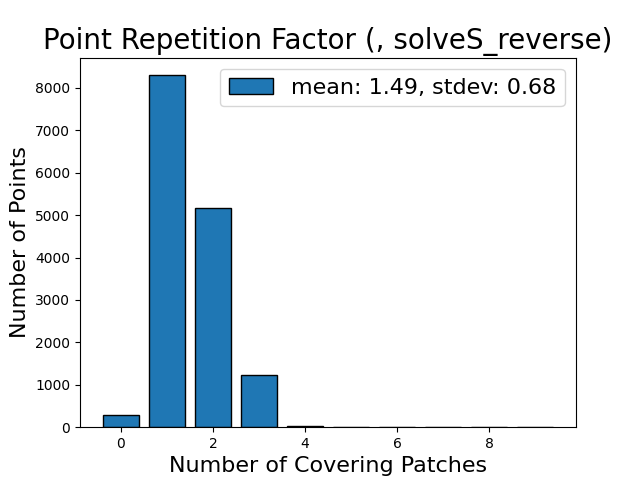 Point Repetition Factor (, solveS_reverse)
mean: 1.49, stdev: 0.68
Number of Points
8000
7000
6000
5000
4000
3000
2000
1000
0
0 2 4 6 8
Number of Covering Patches